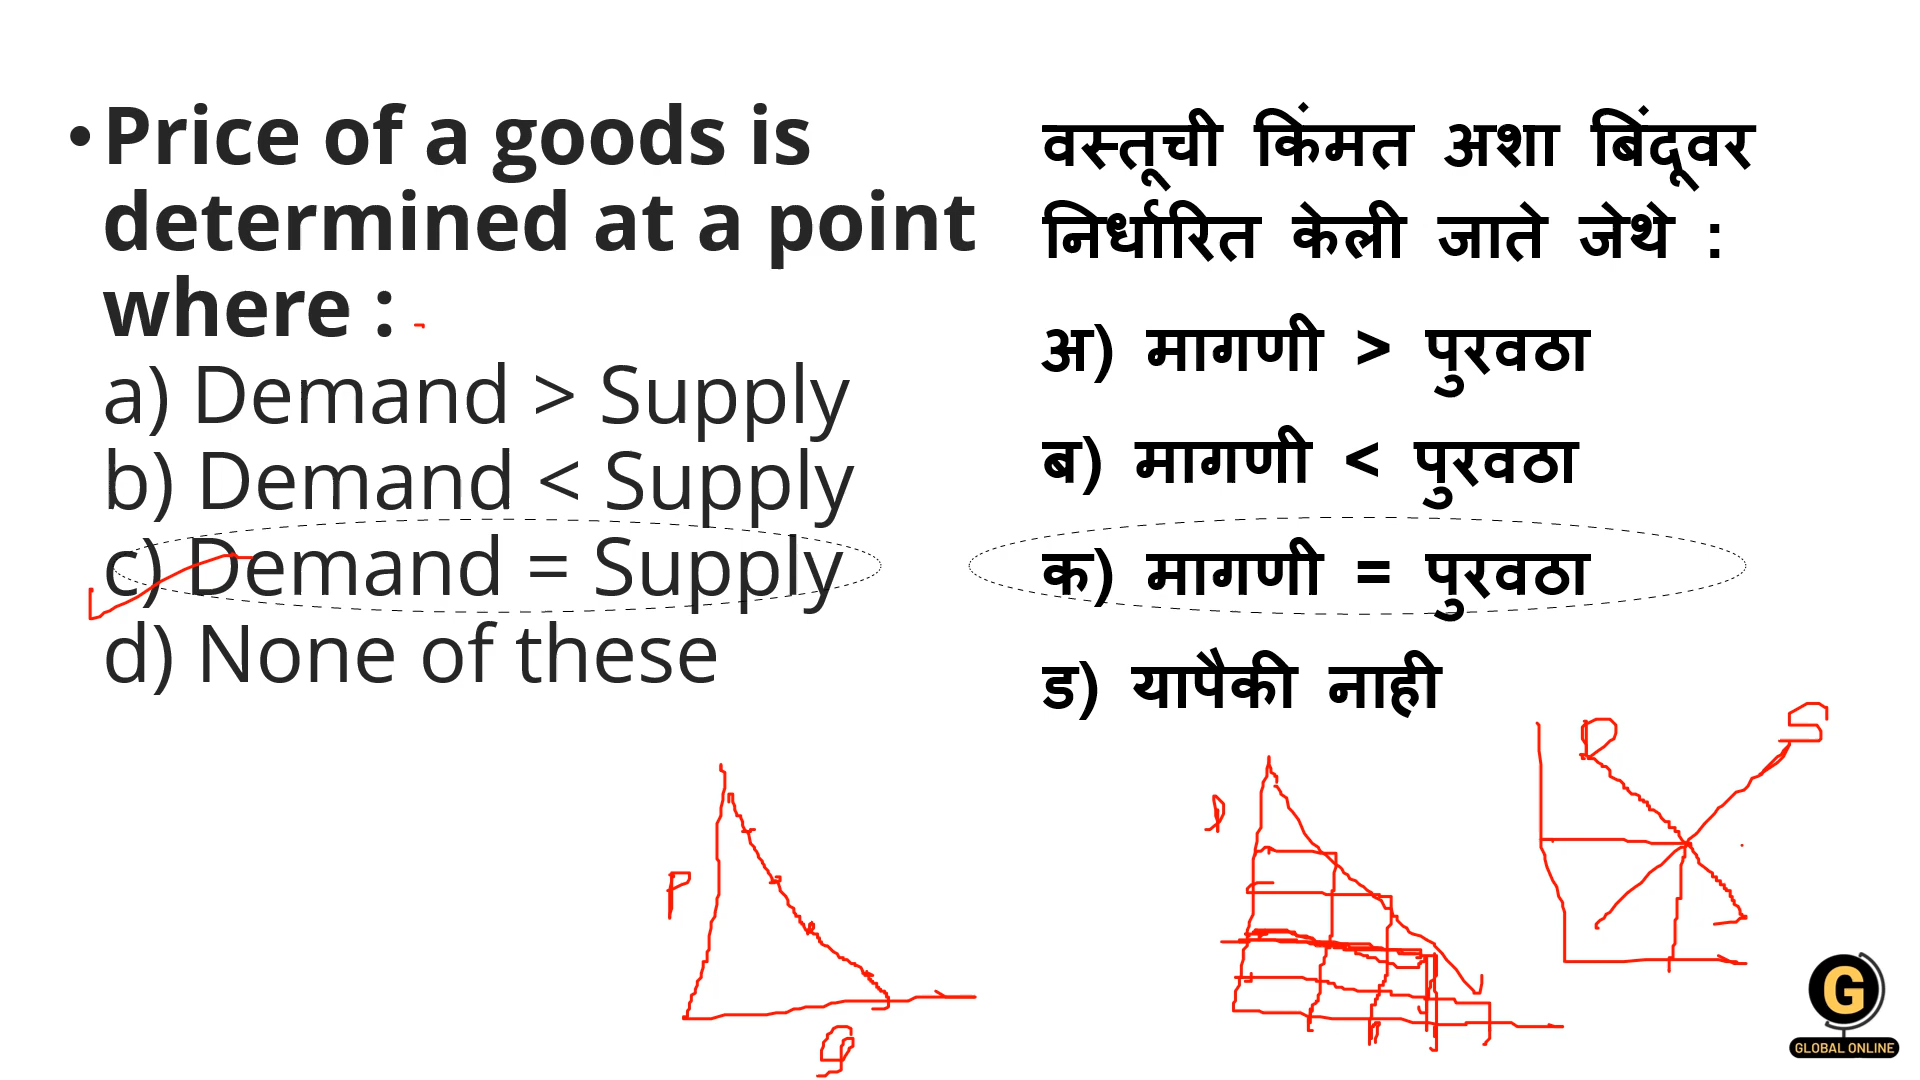 • Price of a goods is
determined at a point
where :
a) Demand > Supply
b) Demand < Supply
c) Demand = Supply
d) None of these
वस्तूची किंमत अशा बिंदूवर
निर्धारित केली जाते जेथे :
अ) मागणी > पुरवठा
ब) मागणी < पुरवठा
क) मागणी = पुरवठा
ड) यापैकी नाही
P
D
S
G
GLOBAL ONLINE